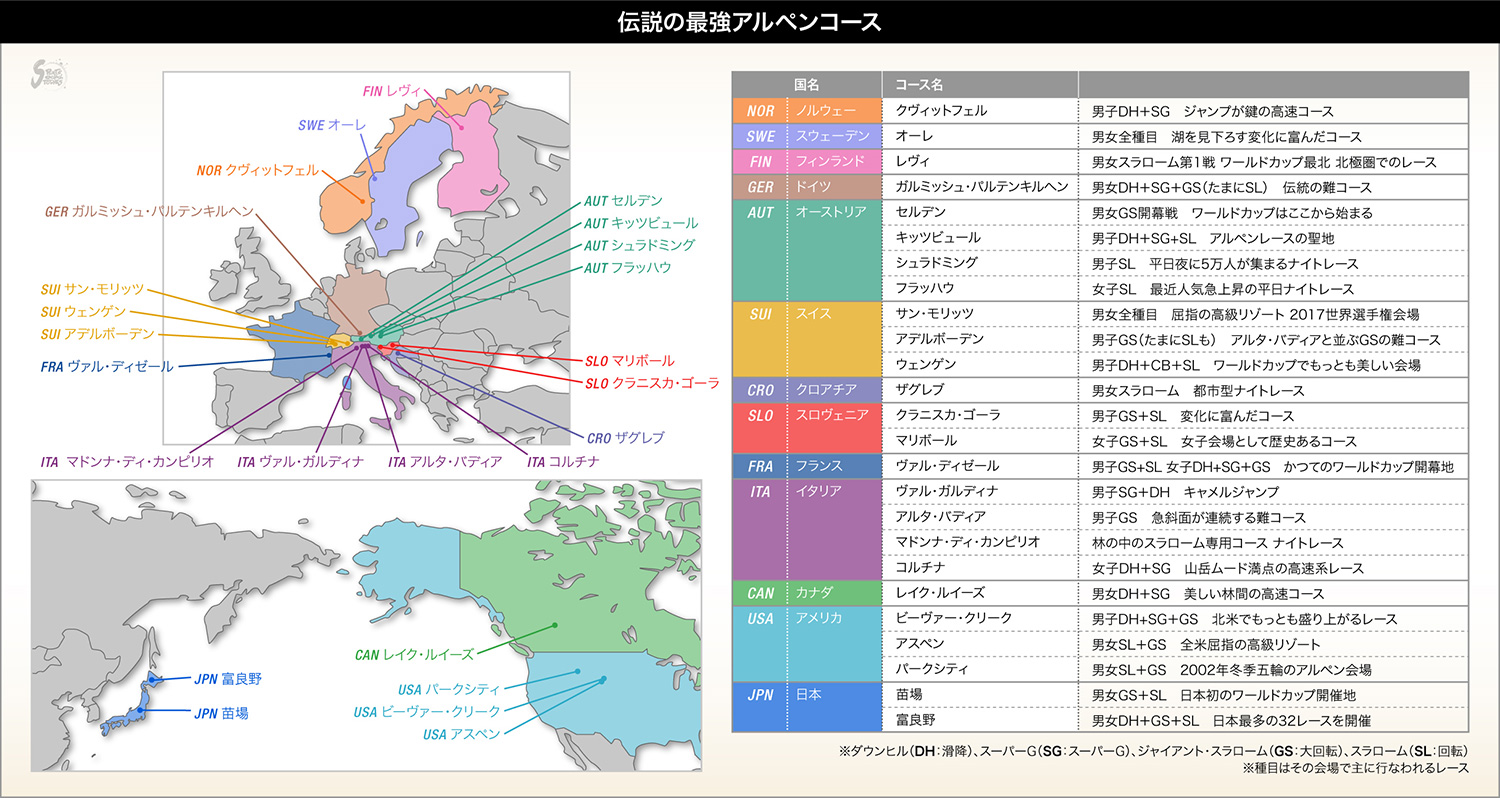 伝説の最強アルペンコース
FIN レヴィ
SWE オーレ
NOR クヴィットフェル
GER ガルミッシュ・パルテンキルヘン
AUT セルデン
AUT キッツビュール
AUT シュラドミング
AUT フラッハウ
SUI サン・モリッツ
SUI ウェンゲン
SUI アデルボーデン
FRA ヴァル・ディゼール
SLO マリボール
SLO クラニスカ・ゴーラ
CRO ザグレブ
ITA マドンナ・ディ・カンピリオ
ITA ヴァル・ガルディナ
ITA アルタ・バディア
ITA コルチナ
CAN レイク・ルイーズ
USA パークシティ
USA ビーヴァー・クリーク
USA アスペン
JPN 富良野
JPN 苗場
国名 コース名
NOR ノルウェー クヴィットフェル 男子DH+SG ジャンプが鍵の高速コース
SWE スウェーデン オーレ 男女全種目 湖を見下ろす変化に富んだコース
FIN フィンランド レヴィ 男女スラローム第1戦 ワールドカップ最北 北極圏でのレース
GER ドイツ ガルミッシュ・パルテンキルヘン 男女DH+SG+GS(たまにSL) 伝統の難コース
AUT オーストリア セルデン 男女GS開幕戦 ワールドカップはここから始まる
キッツビュール 男子DH+SG+SL アルペンレースの聖地
シュラドミング 男子SL 平日夜に5万人が集まるナイトレース
フラッハウ 女子SL 最近人気急上昇の平日ナイトレース
SUI スイス サン・モリッツ 男女全種目 屈指の高級リゾート 2017世界選手権会場
アデルボーデン 男子GS(たまにSLも) アルタ・バディアと並ぶGSの難コース
ウェンゲン 男子DH+CB+SL ワールドカップでもっとも美しい会場
CRO クロアチア ザグレブ 男女スラローム 都市型ナイトレース
SLO スロヴェニア クラニスカ・ゴーラ 男子GS+SL 変化に富んだコース
マリボール 女子GS+SL 女子会場として歴史あるコース
FRA フランス ヴァル・ディゼール 男子GS+SL 女子DH+SG+GS かつてのワールドカップ開幕地
ITA イタリア ヴァル・ガルディナ 男子SG+DH キャメルジャンプ
アルタ・バディア 男子GS 急斜面が連続する難コース
マドンナ・ディ・カンピリオ 林の中のスラローム専用コース ナイトレース
コルチナ 女子DH+SG 山岳ムード満点の高速系レース
CAN カナダ レイク・ルイーズ 男女DH+SG 美しい林間の高速コース
USA アメリカ ビーヴァー・クリーク 男子DH+SG+GS 北米でもっとも盛り上がるレース
アスペン 男女SL+GS 全米屈指の高級リゾート
パークシティ 男女SL+GS 2002年冬季五輪のアルペン会場
JPN 日本 苗場 男女GS+SL 日本初のワールドカップ開催地
富良野 男女DH+GS+SL 日本最多の32レースを開催
※ダウンヒル(DH:滑降)、スーパーG(SG:スーパーG)、ジャイアント・スラローム(GS:大回転)、スラローム(SL:回転)
※種目はその会場で主に行なわれるレース